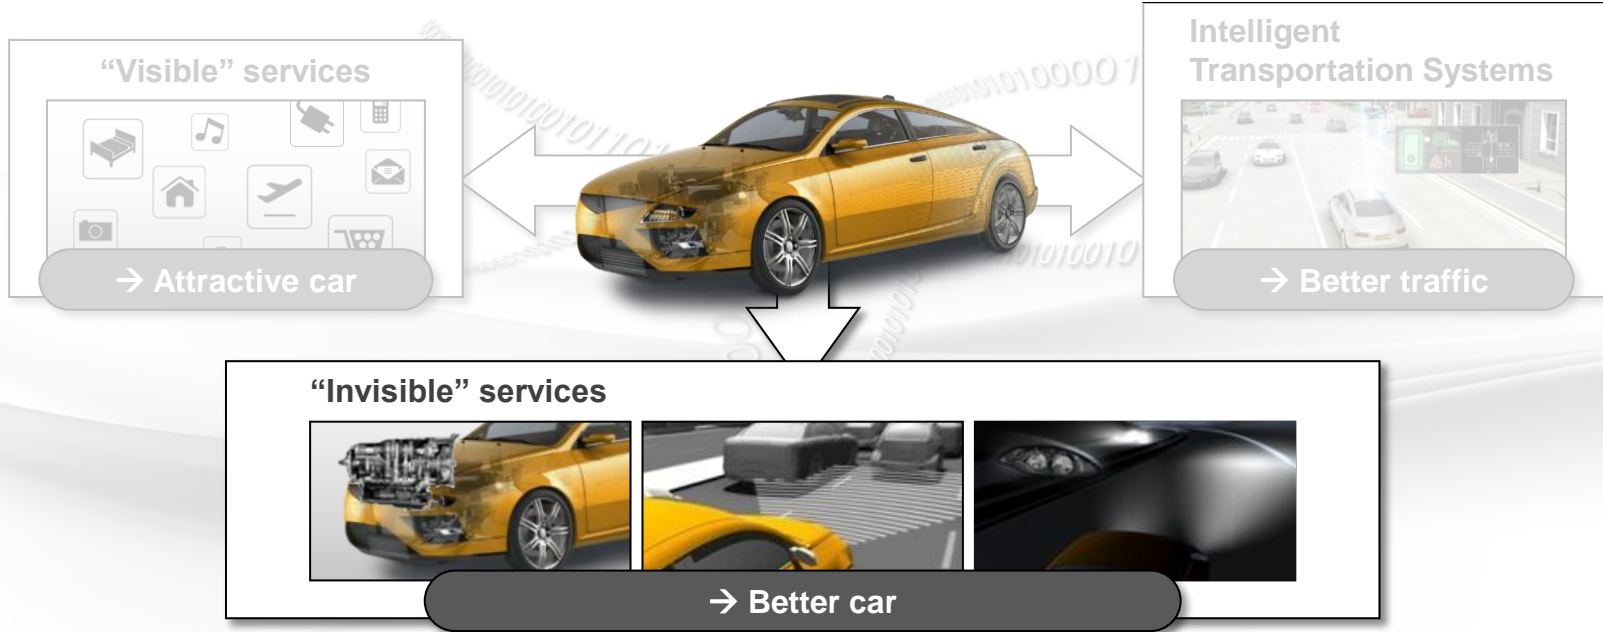 “Visible” services
→ Attractive car
Intelligent
Transportation Systems
→ Better traffic
“Invisible” services
→ Better car